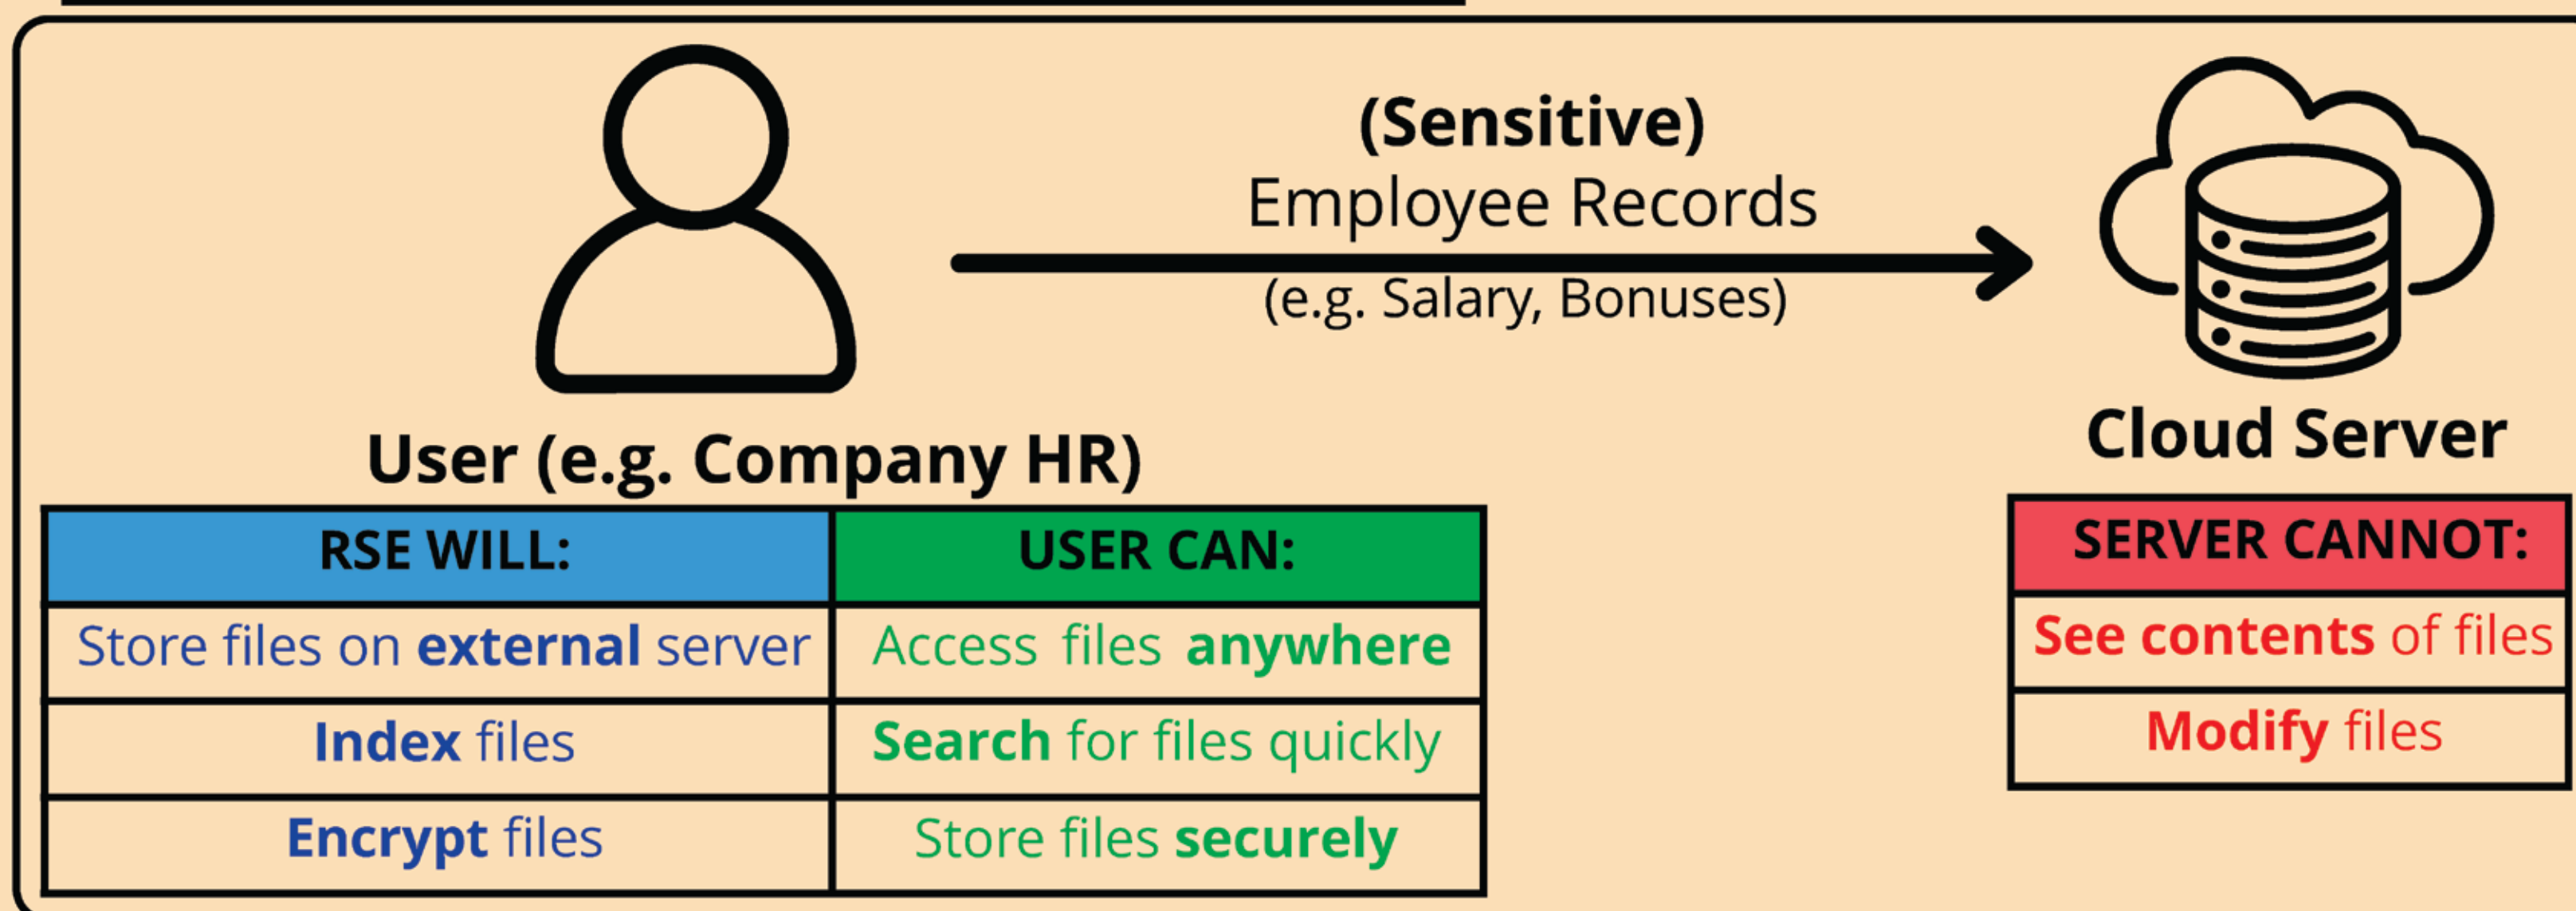 (Sensitive)
Employee Records
(e.g. Salary, Bonuses)
User (e.g. Company HR)
Cloud Server
RSE WILL:
USER CAN:
Store files on external server
Access files anywhere
Index files
Search for files quickly
Encrypt files
Store files securely
SERVER CANNOT:
See contents of files
Modify files